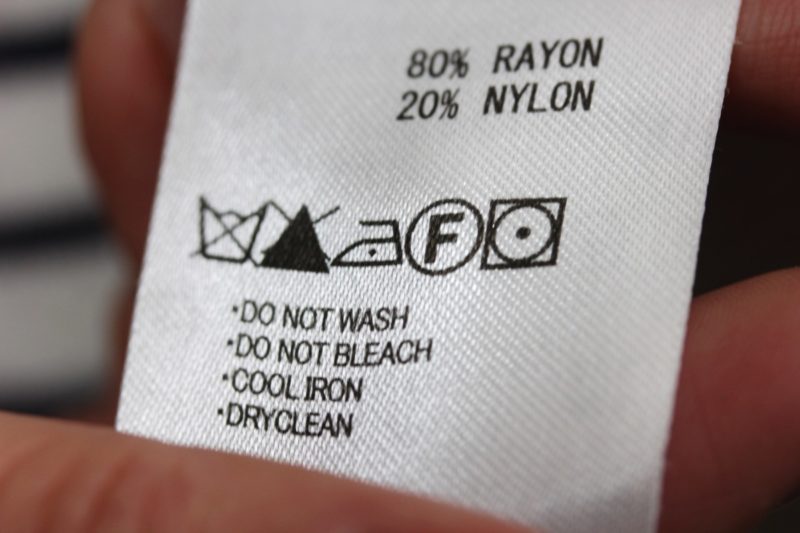 80% RAYON
20% NYLON
F
·DO NOT WASH
·DO NOT BLEACH
·COOL IRON
·DRYCLEAN